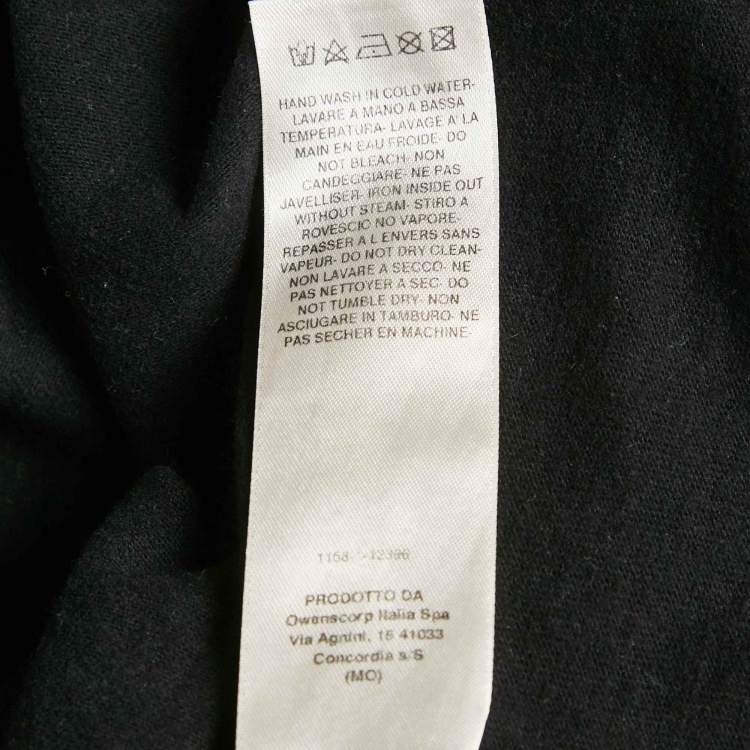 HAND WASH IN COLD WATER-
LAVARE A MANO A BASSA
TEMPERATURA- LAVAGE A LA
MAIN EN EAU FROIDE- DO
NOT BLEACH- NON
CANDEGGIARE- NE PAS
JAVELLISER- IRON INSIDE OUT
WITHOUT STEAM- STIRO A
ROVESCIO NO VAPORE-
REPASSER A L ENVERS SANS
VAPEUR- DO NOT DRY CLEAN-
NON LAVARE A SECCO- NE
PAS NETTOYER A SEC- DO
NOT TUMBLE DRY- NON
ASCIUGARE IN TAMBURO- NE
PAS SECHER EN MACHINE-
PRODOTTO DA
Owenscorp Italia Spa
Via Agnini, 15 41033
Concordia s/S
(MO)